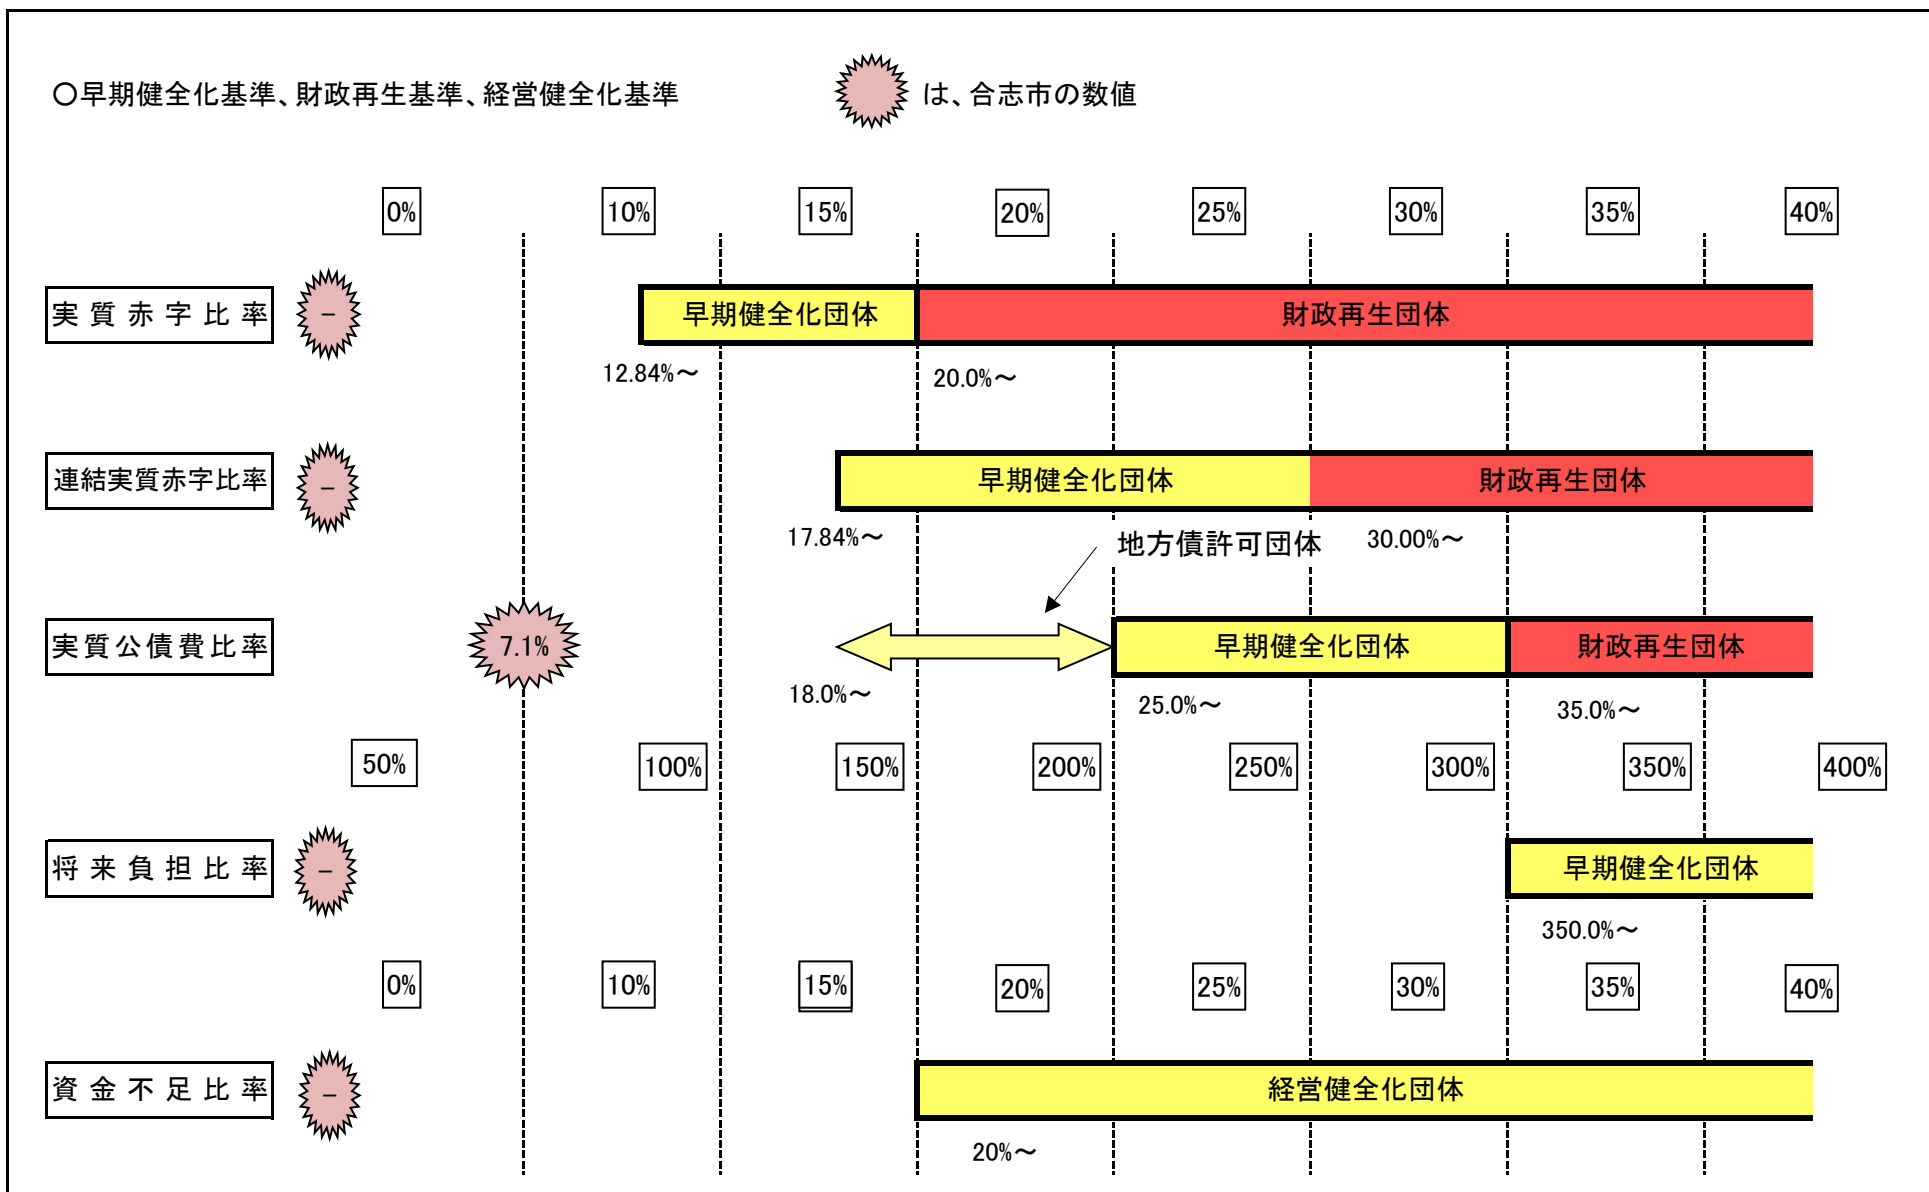 〇早期健全化基準、財政再生基準、経営健全化基準
は、合志市の数値
0% 10% 15% 20% 25% 30% 35% 40%
実質赤字比率 － 早期健全化団体 財政再生団体
12.84%～ 20.0%～
連結実質赤字比率 － 早期健全化団体 財政再生団体
17.84%～ 地方債許可団体 30.00%～
実質公債費比率 7.1% 早期健全化団体 財政再生団体
18.0%～ 25.0%～ 35.0%～
50% 100% 150% 200% 250% 300% 350% 400%
将来負担比率 － 早期健全化団体
350.0%～
0% 10% 15% 20% 25% 30% 35% 40%
資金不足比率 － 経営健全化団体
20%～